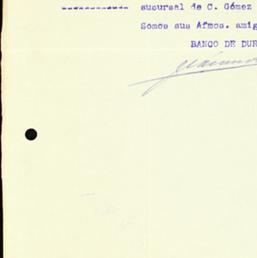 ------------ sucursal de C. Gómez
Somos sus Afmos. amig
BANCO DE DUR